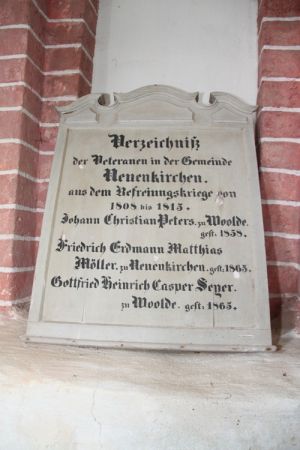 Verzeichniß
der Veteranen in der Gemeinde
Neuenkirchen.
aus dem Befreiungskriege von
1808 bis 1815.
Johann Christian Peters. zu Woolde.
gest. 1858.
Friedrich Erdmann Matthias
Möller. zu Neuenkirchen. gest. 1863.
Gottfried Heinrich Casper Seyer.
zu Woolde. gest. 1865.